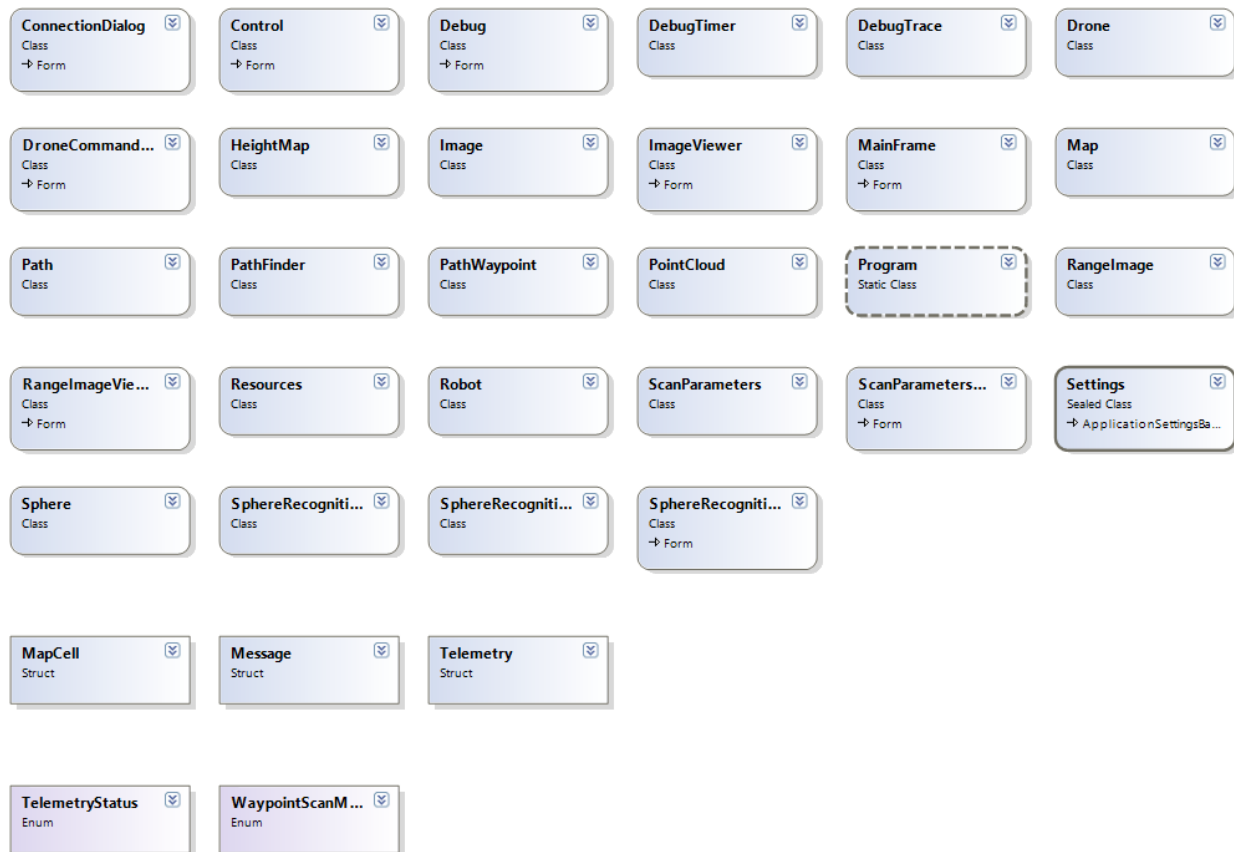 ConnectionDialog
Class
Form
Control
Class
Form
Debug
Class
Form
DebugTimer
Class
DebugTrace
Class
Drone
Class
DroneCommand...
Class
Form
HeightMap
Class
Image
Class
ImageViewer
Class
Form
MainFrame
Class
Form
Map
Class
Path
Class
PathFinder
Class
PathWaypoint
Class
PointCloud
Class
Program
Static Class
RangeImage
Class
RangeImageVie...
Class
Form
Resources
Class
Robot
Class
ScanParameters
Class
ScanParameters...
Class
Form
Settings
Sealed Class
ApplicationSettingsBa...
Sphere
Class
SphereRecogniti...
Class
SphereRecogniti...
Class
SphereRecogniti...
Class
Form
MapCell
Struct
Message
Struct
Telemetry
Struct
TelemetryStatus
Enum
WaypointScanM...
Enum